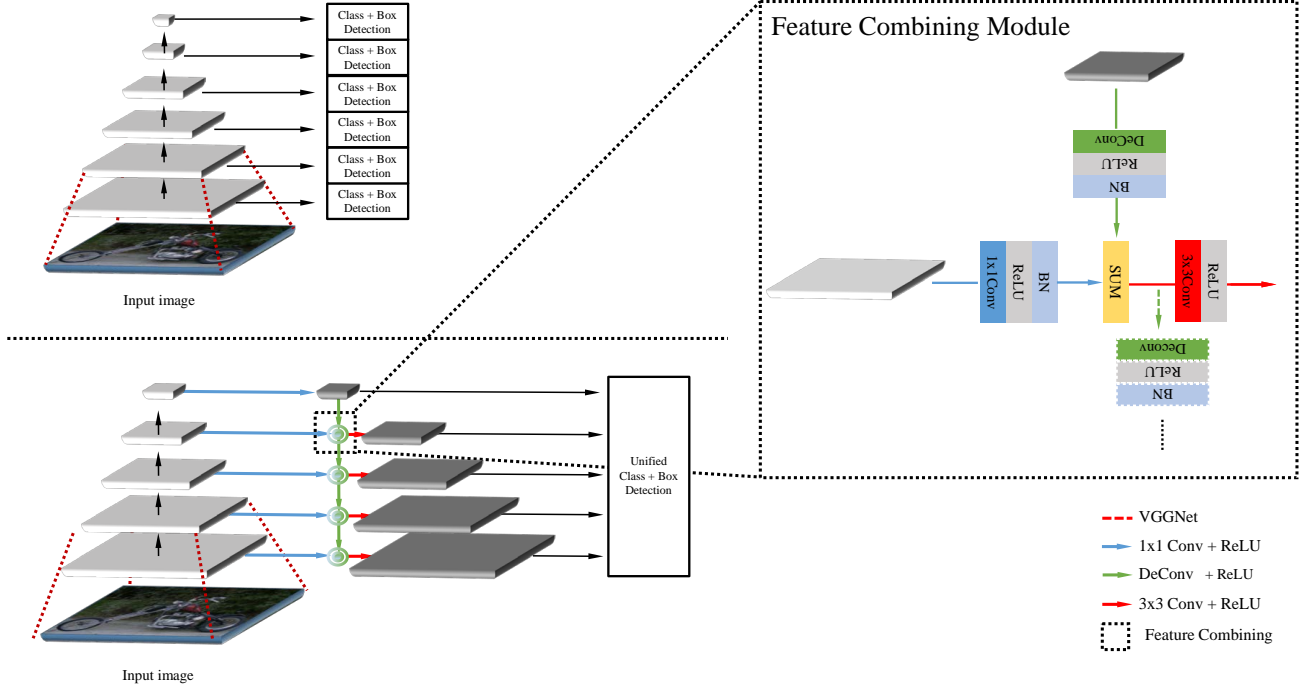 Class + Box
Detection
Class + Box
Detection
Class + Box
Detection
Class + Box
Detection
Class + Box
Detection
Class + Box
Detection
Input image
Feature Combining Module
DeConv
ReLU
BN
1x1Conv
ReLU
BN
SUM
3x3Conv
ReLU
Deconv
ReLU
BN
Unified
Class + Box
Detection
Input image
VGGNet
1x1 Conv + ReLU
DeConv + ReLU
3x3 Conv + ReLU
Feature Combining